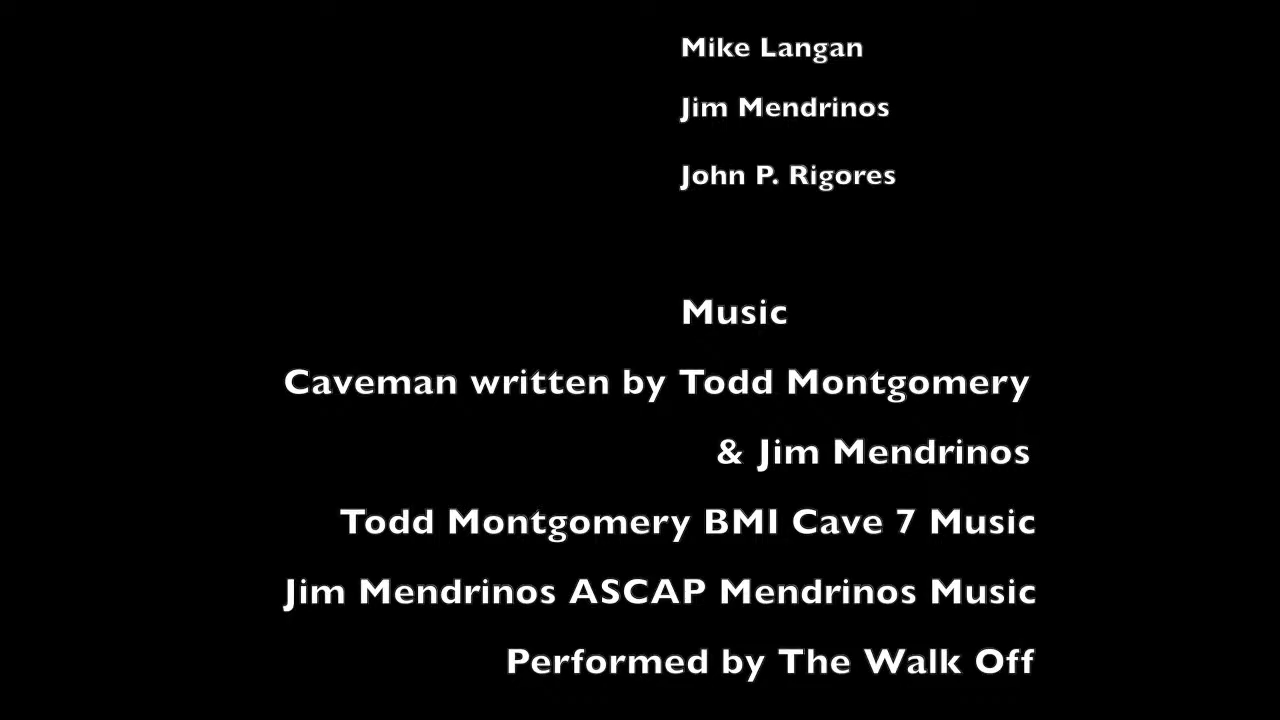 Mike Langan
Jim Mendrinos
John P. Rigores
Music
Caveman written by Todd Montgomery
& Jim Mendrinos
Todd Montgomery BMI Cave 7 Music
Jim Mendrinos ASCAP Mendrinos Music
Performed by The Walk Off